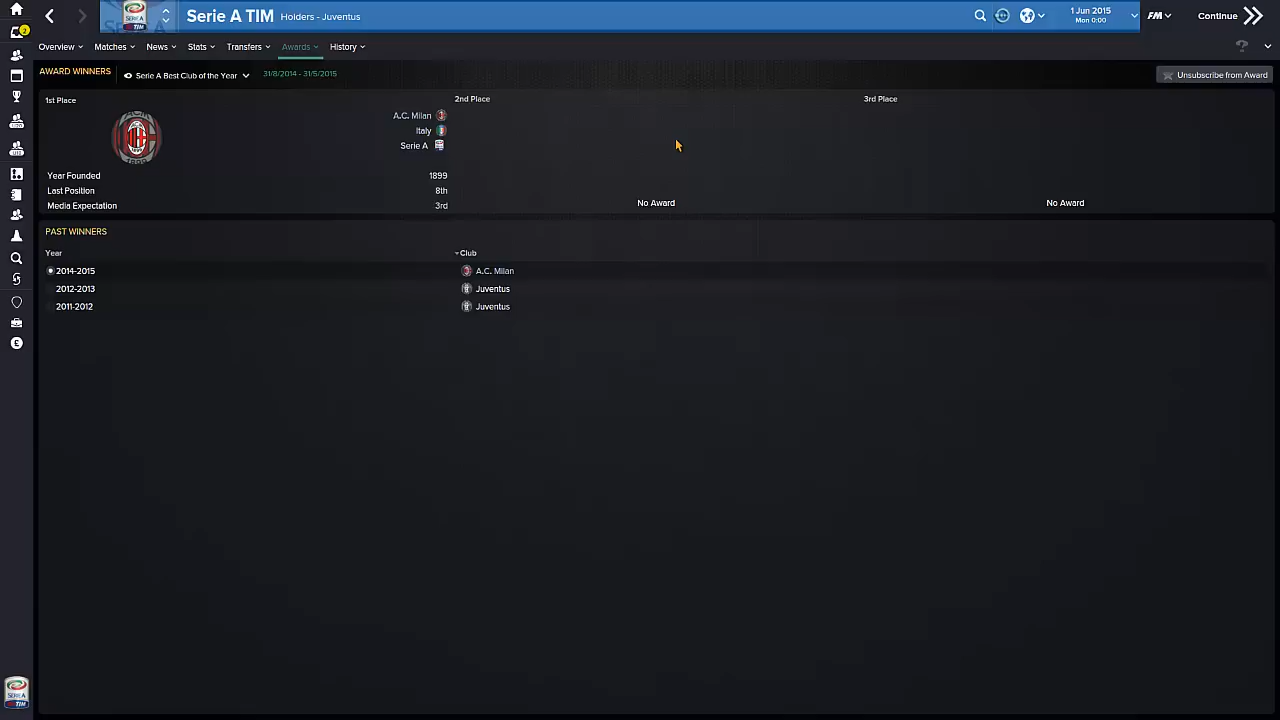 Serie A TIM Holders - Juventus
1 Jun 2015
Mon 0:00
FM
Continue
2
Overview Matches News Stats Transfers Awards History
AWARD WINNERS Serie A Best Club of the Year 31/8/2014 - 31/5/2015 Unsubscribe from Award
1st Place 2nd Place 3rd Place
A.C. Milan
Italy
Serie A
Year Founded 1899
Last Position 8th
Media Expectation 3rd
No Award No Award
PAST WINNERS
Year Club
2014-2015 A.C. Milan
2012-2013 Juventus
2011-2012 Juventus
SERIE A
TIM